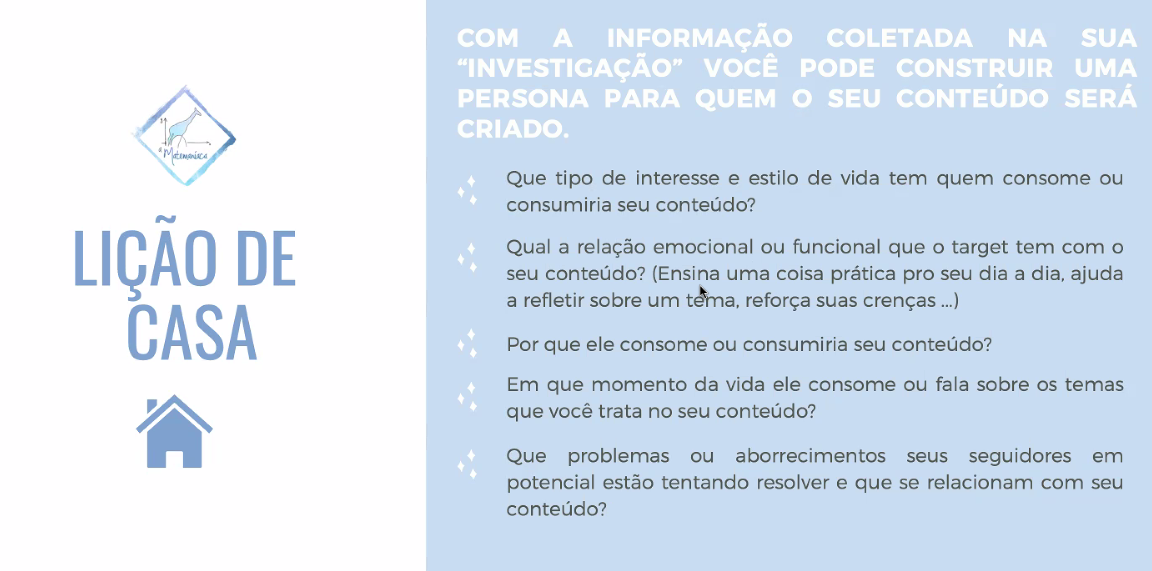 a Matemaníaca
LIÇÃO DE
CASA
COM A INFORMAÇÃO COLETADA NA SUA
“INVESTIGAÇÃO” VOCÊ PODE CONSTRUIR UMA
PERSONA PARA QUEM O SEU CONTEÚDO SERÁ
CRIADO.
Que tipo de interesse e estilo de vida tem quem consome ou
consumiria seu conteúdo?
Qual a relação emocional ou funcional que o target tem com o
seu conteúdo? (Ensina uma coisa prática pro seu dia a dia, ajuda
a refletir sobre um tema, reforça suas crenças ...)
Por que ele consome ou consumiria seu conteúdo?
Em que momento da vida ele consome ou fala sobre os temas
que você trata no seu conteúdo?
Que problemas ou aborrecimentos seus seguidores em
potencial estão tentando resolver e que se relacionam com seu
conteúdo?